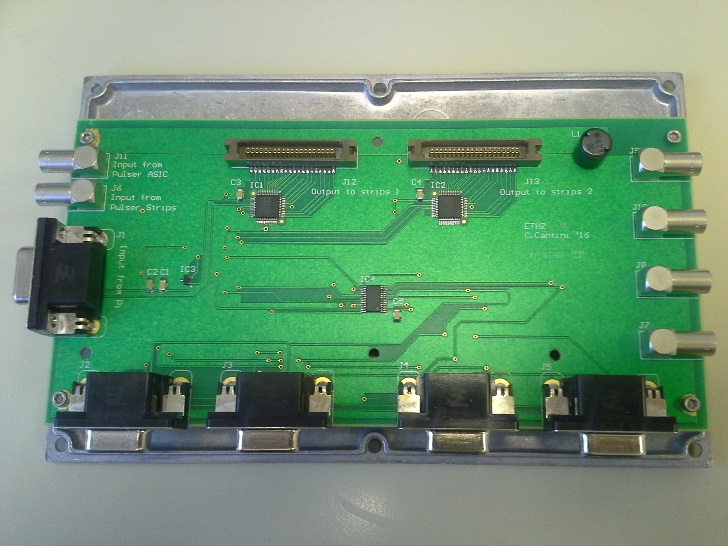 J11
Input from
Pulser ASIC
J6
Input from
Pulser Strips
J1
Input from Pi
C2 C1
IC3
C3
IC1
J12
Output to strips 1
C4
IC2
J13
Output to strips 2
L1
ETHZ
C.Cantini '16
IC4
J8
J7
J2
J3
J4
J5